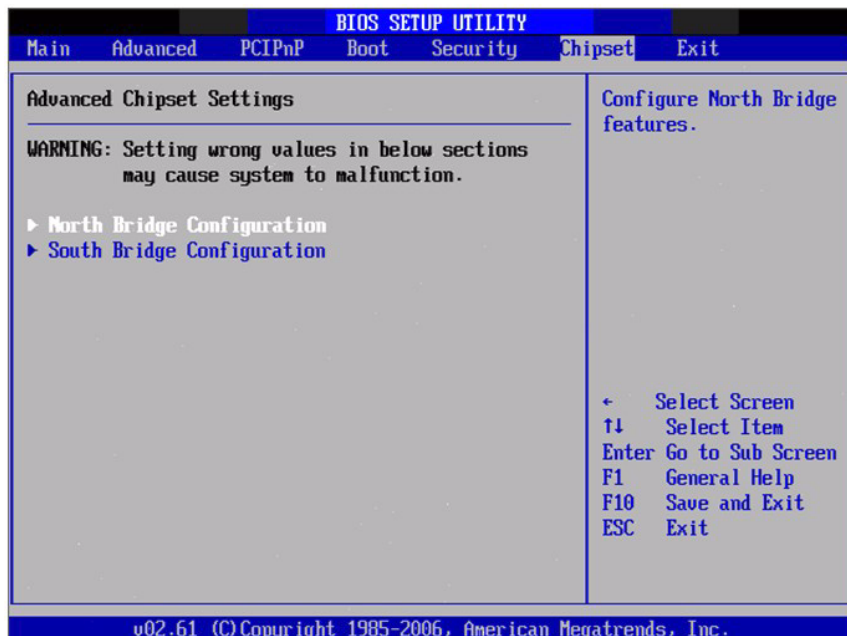 BIOS SETUP UTILITY
Main Advanced PCIPnP Boot Security Chipset Exit
Advanced Chipset Settings
WARNING: Setting wrong values in below sections
may cause system to malfunction.
▶ North Bridge Configuration
▶ South Bridge Configuration
Configure North Bridge
features.
← Select Screen
↑↓ Select Item
Enter Go to Sub Screen
F1 General Help
F10 Save and Exit
ESC Exit
v02.61 (C)Copyright 1985-2006, American Megatrends, Inc.